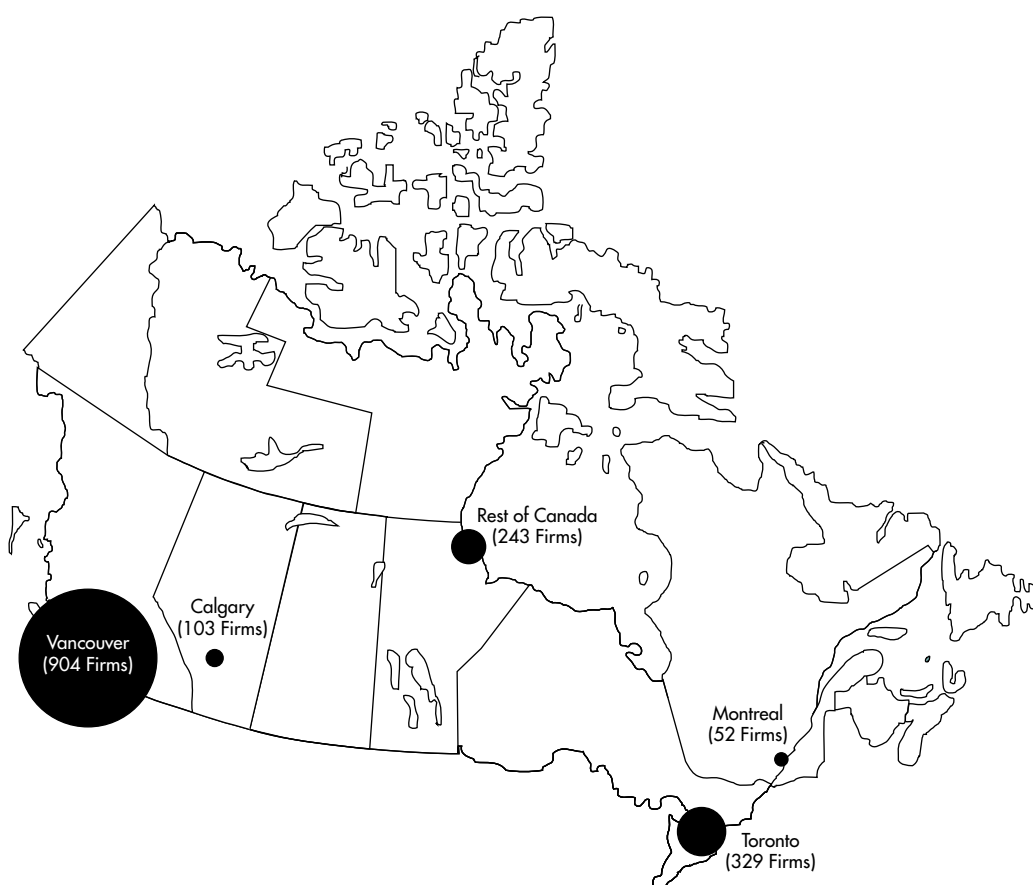 Rest of Canada
(243 Firms)
Calgary
(103 Firms)
Vancouver
(904 Firms)
Montreal
(52 Firms)
Toronto
(329 Firms)